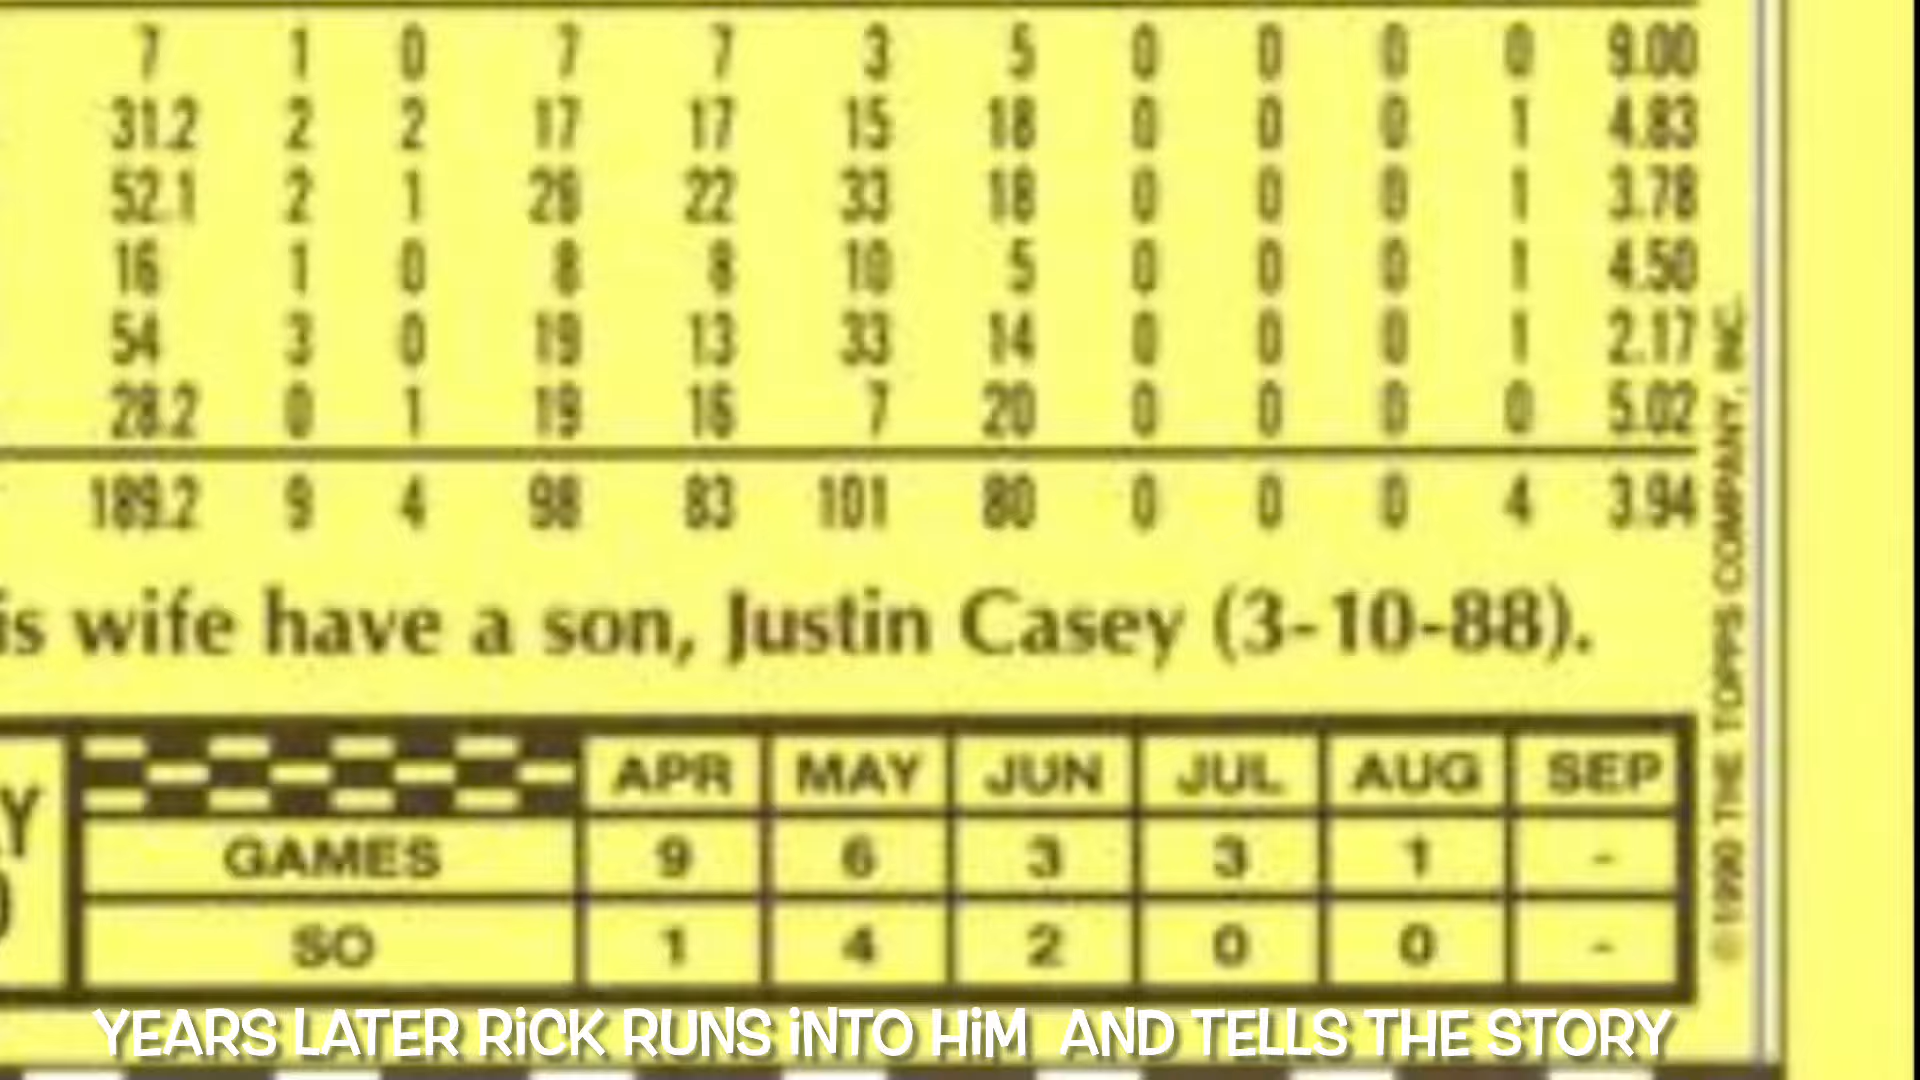 7 1 0 7 7 3 5 0 0 0 0 9.00
31.2 2 2 17 17 15 18 0 0 0 1 4.83
52.1 2 1 26 22 33 18 0 0 0 1 3.78
16 1 0 8 8 10 5 0 0 0 1 4.50
54 3 0 19 13 33 14 0 0 0 1 2.17
28.2 0 1 19 16 7 20 0 0 0 0 5.02
189.2 9 4 98 83 101 80 0 0 0 4 3.94
is wife have a son, Justin Casey (3-10-88).
APR MAY JUN JUL AUG SEP
Y GAMES 9 6 3 3 1 -
SO 1 4 2 0 0 -
©1990 THE TOPPS COMPANY, INC.
YEARS LATER RiCK RUNS iNTO HiM AND TELLS THE STORY